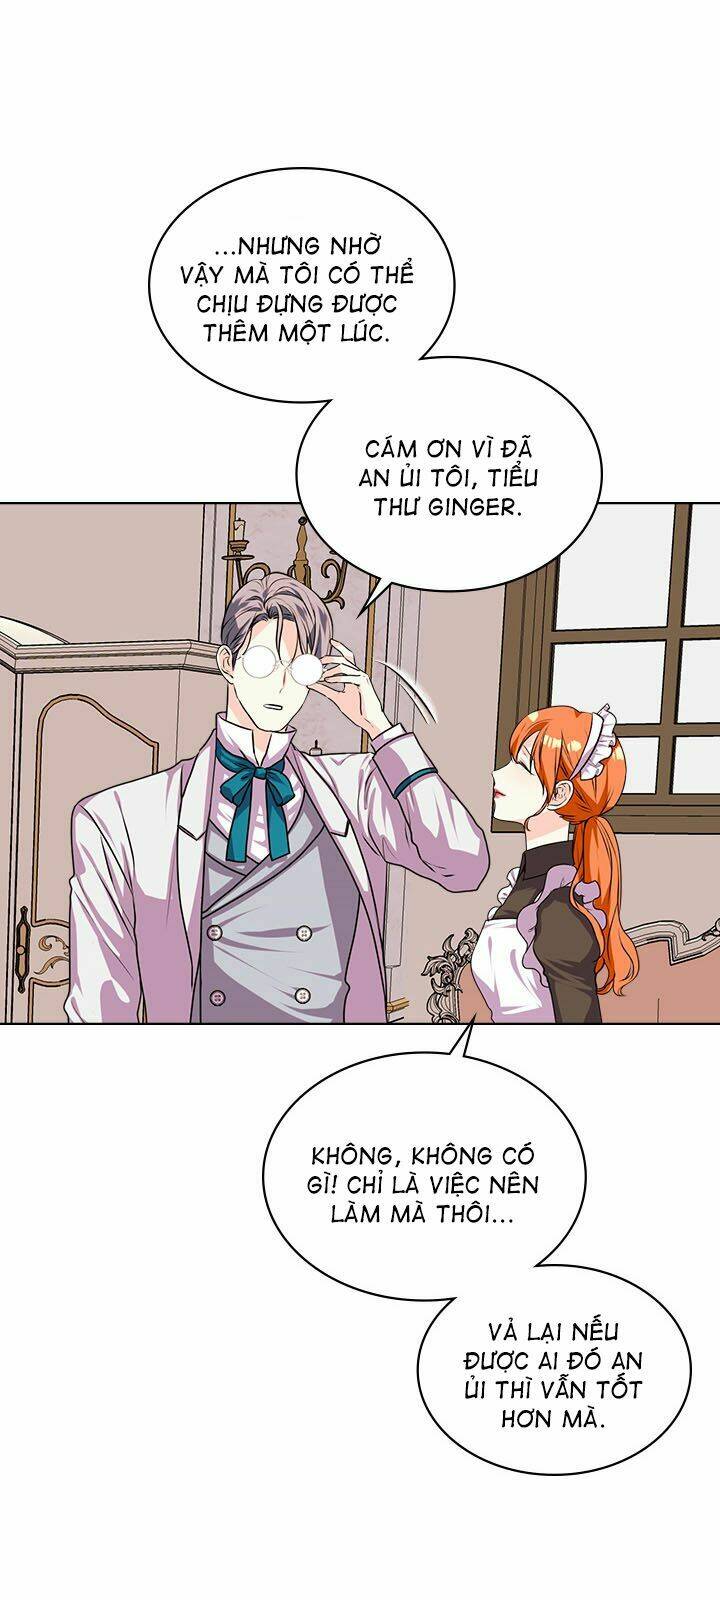 ...NHƯNG NHỜ
VẬY MÀ TÔI CÓ THỂ
CHỊU ĐỰNG ĐƯỢC
THÊM MỘT LÚC.
CÁM ƠN VÌ ĐÃ
AN ỦI TÔI, TIỂU
THƯ GINGER.
KHÔNG, KHÔNG CÓ
GÌ! CHỈ LÀ VIỆC NÊN
LÀM MÀ THÔI...
VẢ LẠI NẾU
ĐƯỢC AI ĐÓ AN
ỦI THÌ VẪN TỐT
HƠN MÀ.